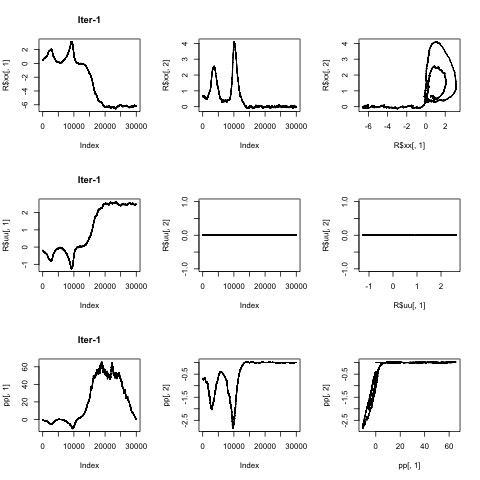 Iter-1
R$xx[, 1]
-6 -4 -2 0 2
0 10000 20000 30000
Index
R$xx[, 2]
0 1 2 3 4
0 10000 20000 30000
Index
R$xx[, 2]
0 1 2 3 4
-6 -4 -2 0 2
R$xx[, 1]
Iter-1
R$uu[, 1]
-1 0 1 2
0 10000 20000 30000
Index
R$uu[, 2]
-1.0 0.0 0.5 1.0
0 10000 20000 30000
Index
R$uu[, 2]
-1.0 0.0 0.5 1.0
-1 0 1 2
R$uu[, 1]
Iter-1
pp[, 1]
0 20 40 60
0 10000 20000 30000
Index
pp[, 2]
-2.5 -1.5 -0.5
0 10000 20000 30000
Index
pp[, 2]
-2.5 -1.5 -0.5
0 20 40 60
pp[, 1]